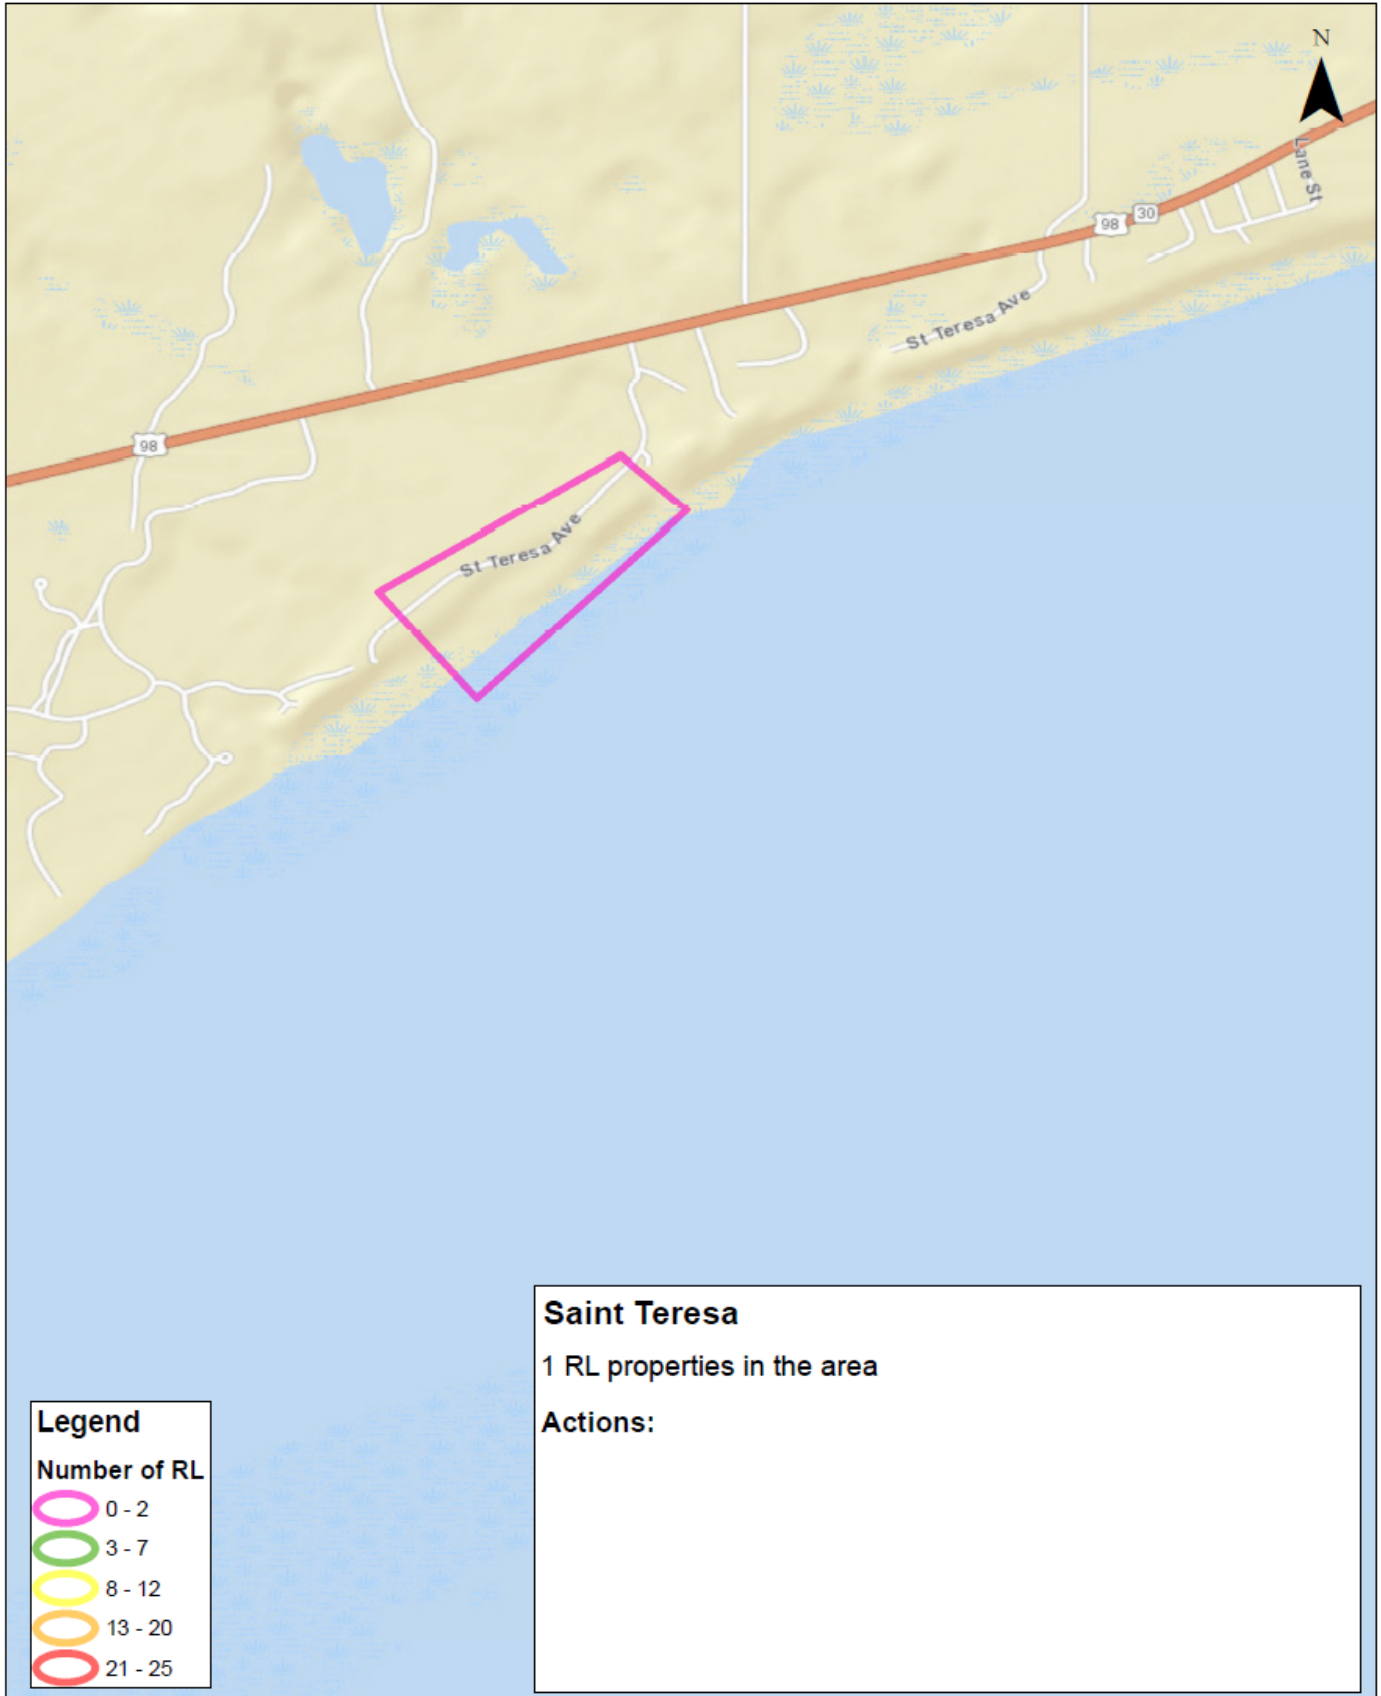 N
Lane St
30
98
St Teresa Ave
98
St Teresa Ave
Saint Teresa
1 RL properties in the area
Actions:
Legend
Number of RL
0 - 2
3 - 7
8 - 12
13 - 20
21 - 25